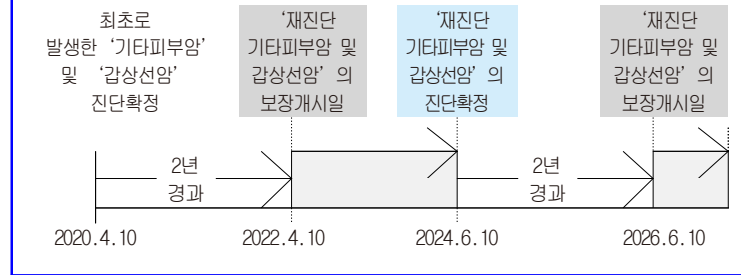 최초로
발생한 ‘기타피부암’
및 ‘갑상선암’
진단확정
‘재진단
기타피부암 및
갑상선암’ 의
보장개시일
‘재진단
기타피부암 및
갑상선암’ 의
진단확정
‘재진단
기타피부암 및
갑상선암’ 의
보장개시일
2년
경과
2년
경과
2020.4.10
2022.4.10
2024.6.10
2026.6.10